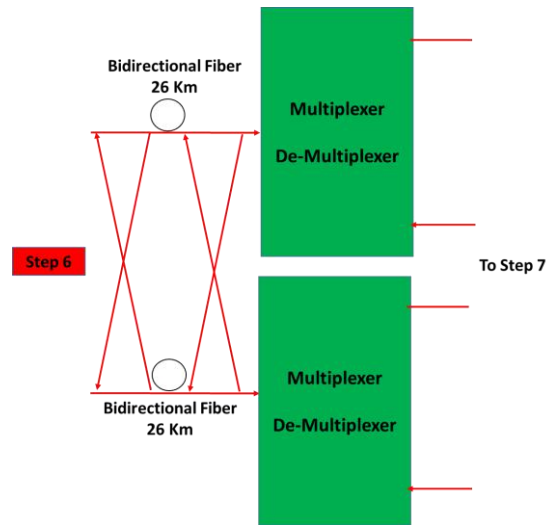 Bidirectional Fiber
26 Km
Multiplexer
De-Multiplexer
Step 6
To Step 7
Multiplexer
De-Multiplexer
Bidirectional Fiber
26 Km